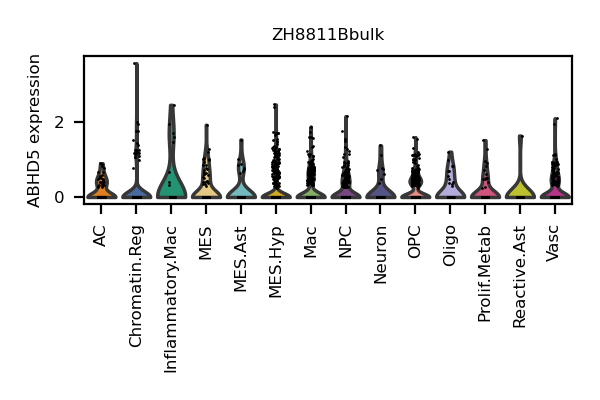 ZH8811Bbulk
ABHD5 expression
2
0
AC
Chromatin.Reg
Inflammatory.Mac
MES
MES.Ast
MES.Hyp
Mac
NPC
Neuron
OPC
Oligo
Prolif.Metab
Reactive.Ast
Vasc